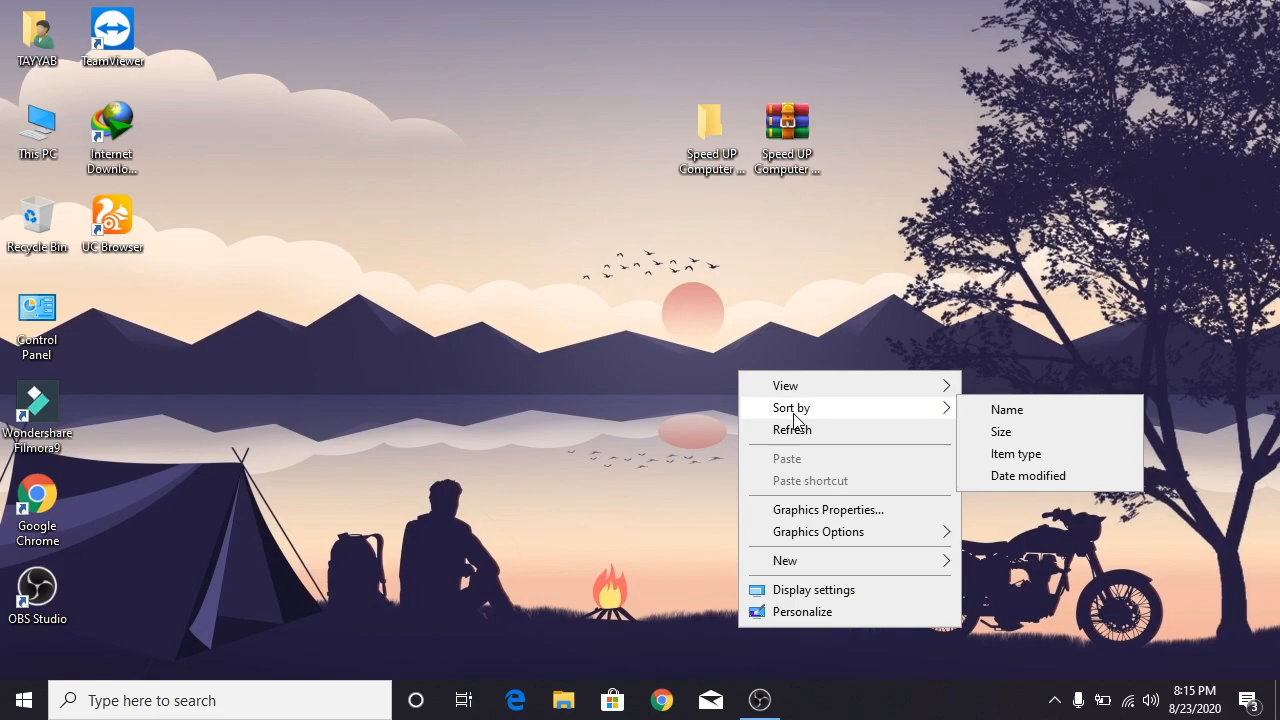 TAYYAB
TeamViewer
This PC
Internet
Downlo...
Recycle Bin
UC Browser
Control
Panel
Wondershare
Filmora9
Google
Chrome
OBS Studio
Speed UP
Computer ...
Speed UP
Computer ...
View
Sort by
Refresh
Paste
Paste shortcut
Graphics Properties...
Graphics Options
New
Display settings
Personalize
Name
Size
Item type
Date modified
Type here to search
8:15 PM
8/23/2020
3